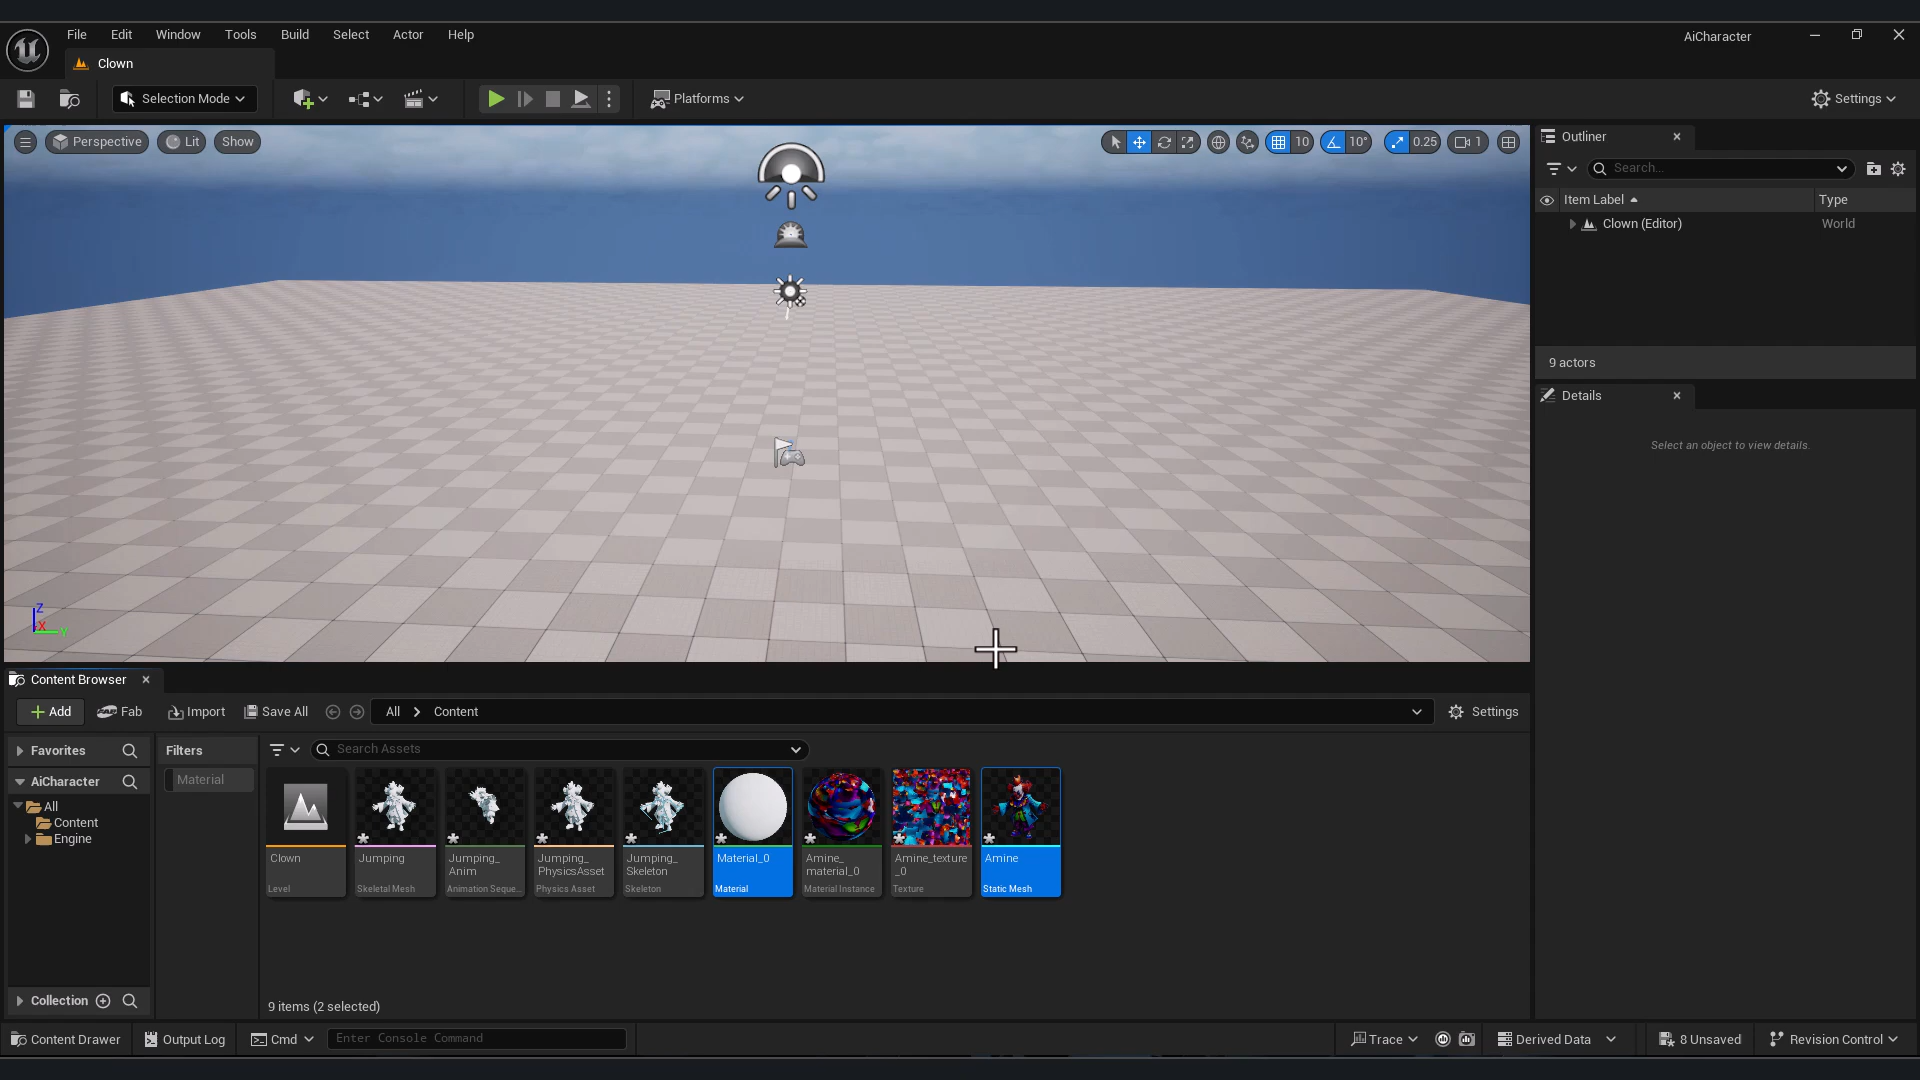 File Edit Window Tools Build Select Actor Help
AiCharacter
Clown
Selection Mode
Platforms
Settings
Perspective
Lit
Show
10
10°
0.25
1
Outliner
Search...
Item Label
Type
Clown (Editor)
World
9 actors
Details
Select an object to view details.
Z
X
Y
Content Browser
Add
Fab
Import
Save All
All
Content
Settings
Favorites
Filters
Search Assets
Material
AiCharacter
All
Content
Engine
Clown
Level
Jumping
Skeletal Mesh
Jumping_
Anim
Animation Seque...
Jumping_
PhysicsAsset
Physics Asset
Jumping_
Skeleton
Skeleton
Material_0
Material
Amine_
material_0
Material Instance
Amine_texture
_0
Texture
Amine
Static Mesh
Collection
9 items (2 selected)
Content Drawer
Output Log
Cmd
Enter Console Command
Trace
Derived Data
8 Unsaved
Revision Control